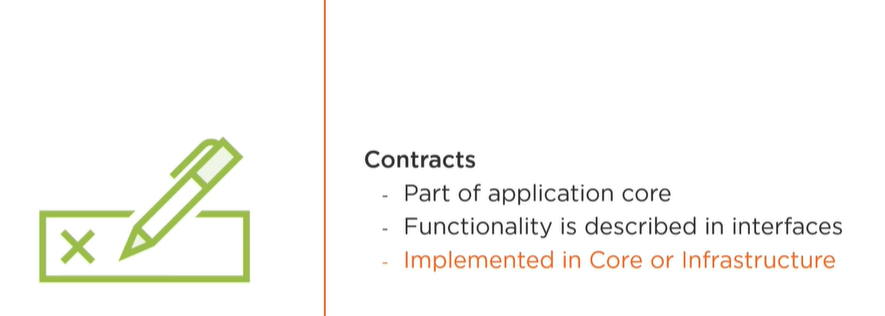 Contracts
- Part of application core
- Functionality is described in interfaces
- Implemented in Core or Infrastructure